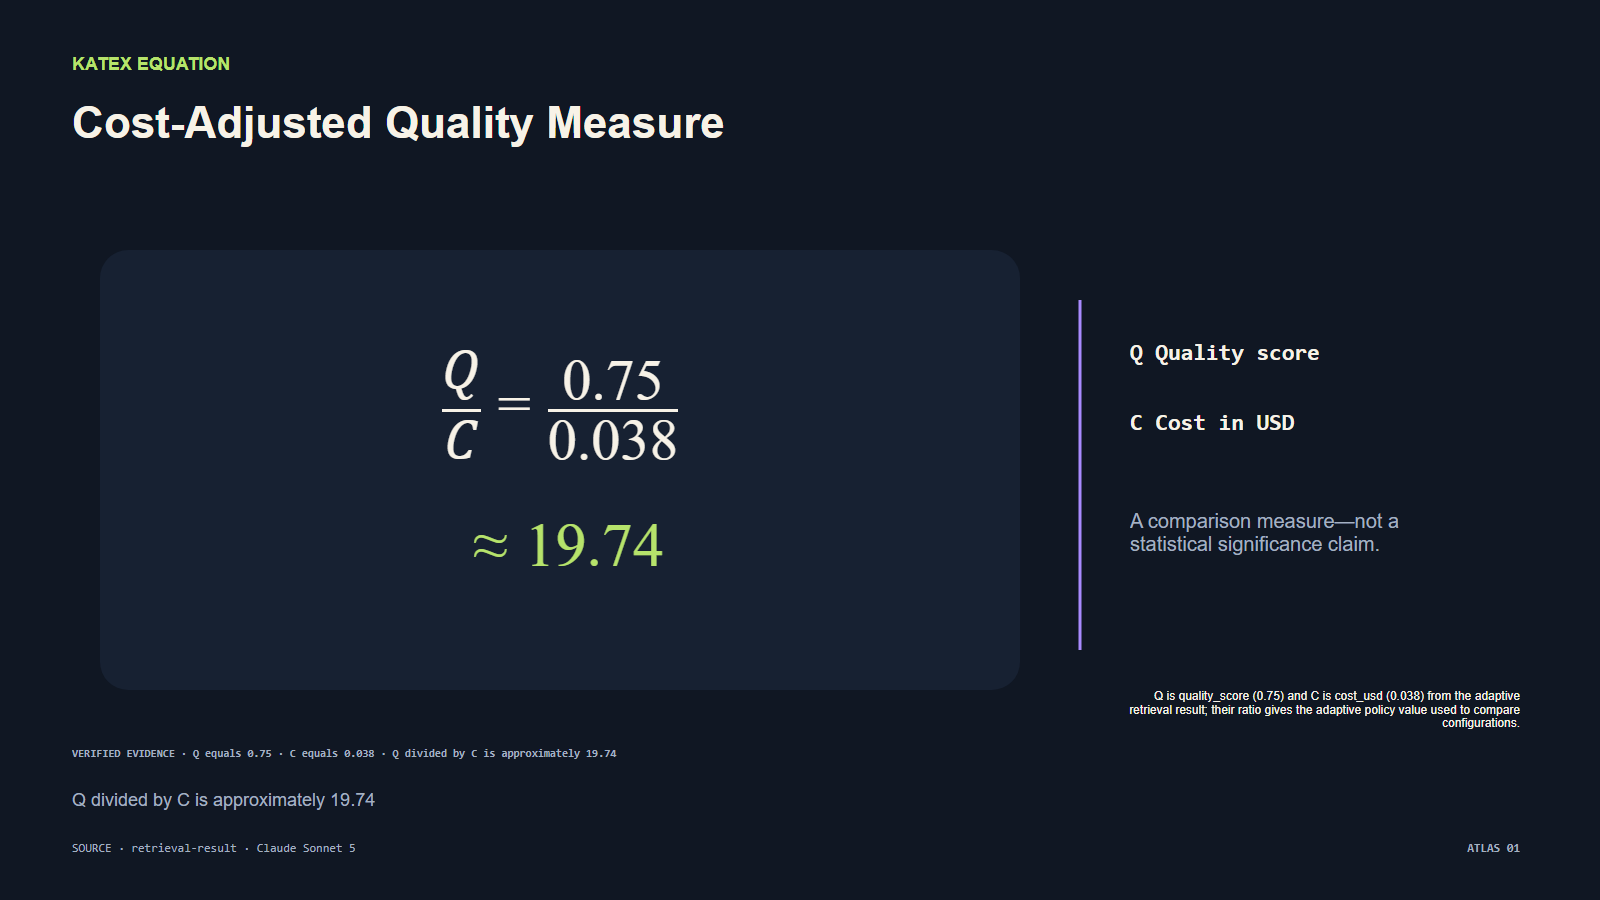 KATEX EQUATION
Cost-Adjusted Quality Measure
Q/C = 0.75/0.038
≈ 19.74
Q Quality score
C Cost in USD
A comparison measure—not a
statistical significance claim.
Q is quality_score (0.75) and C is cost_usd (0.038) from the adaptive
retrieval result; their ratio gives the adaptive policy value used to compare
configurations.
VERIFIED EVIDENCE · Q equals 0.75 · C equals 0.038 · Q divided by C is approximately 19.74
Q divided by C is approximately 19.74
SOURCE · retrieval-result · Claude Sonnet 5
ATLAS 01